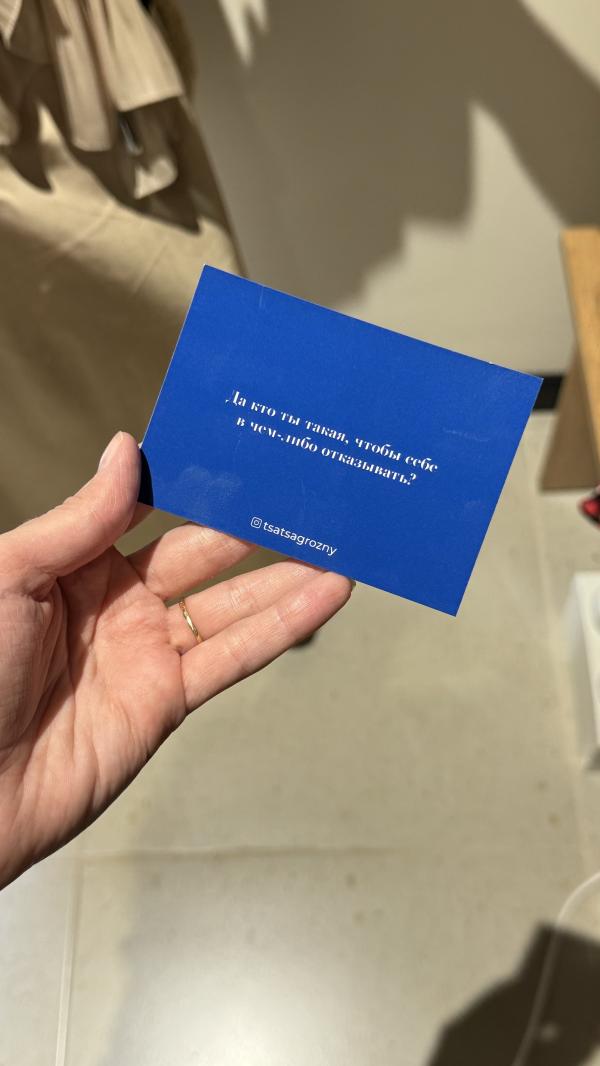 Да кто ты такая, чтобы себе
в чем-либо отказывать?
tsatsagrozny